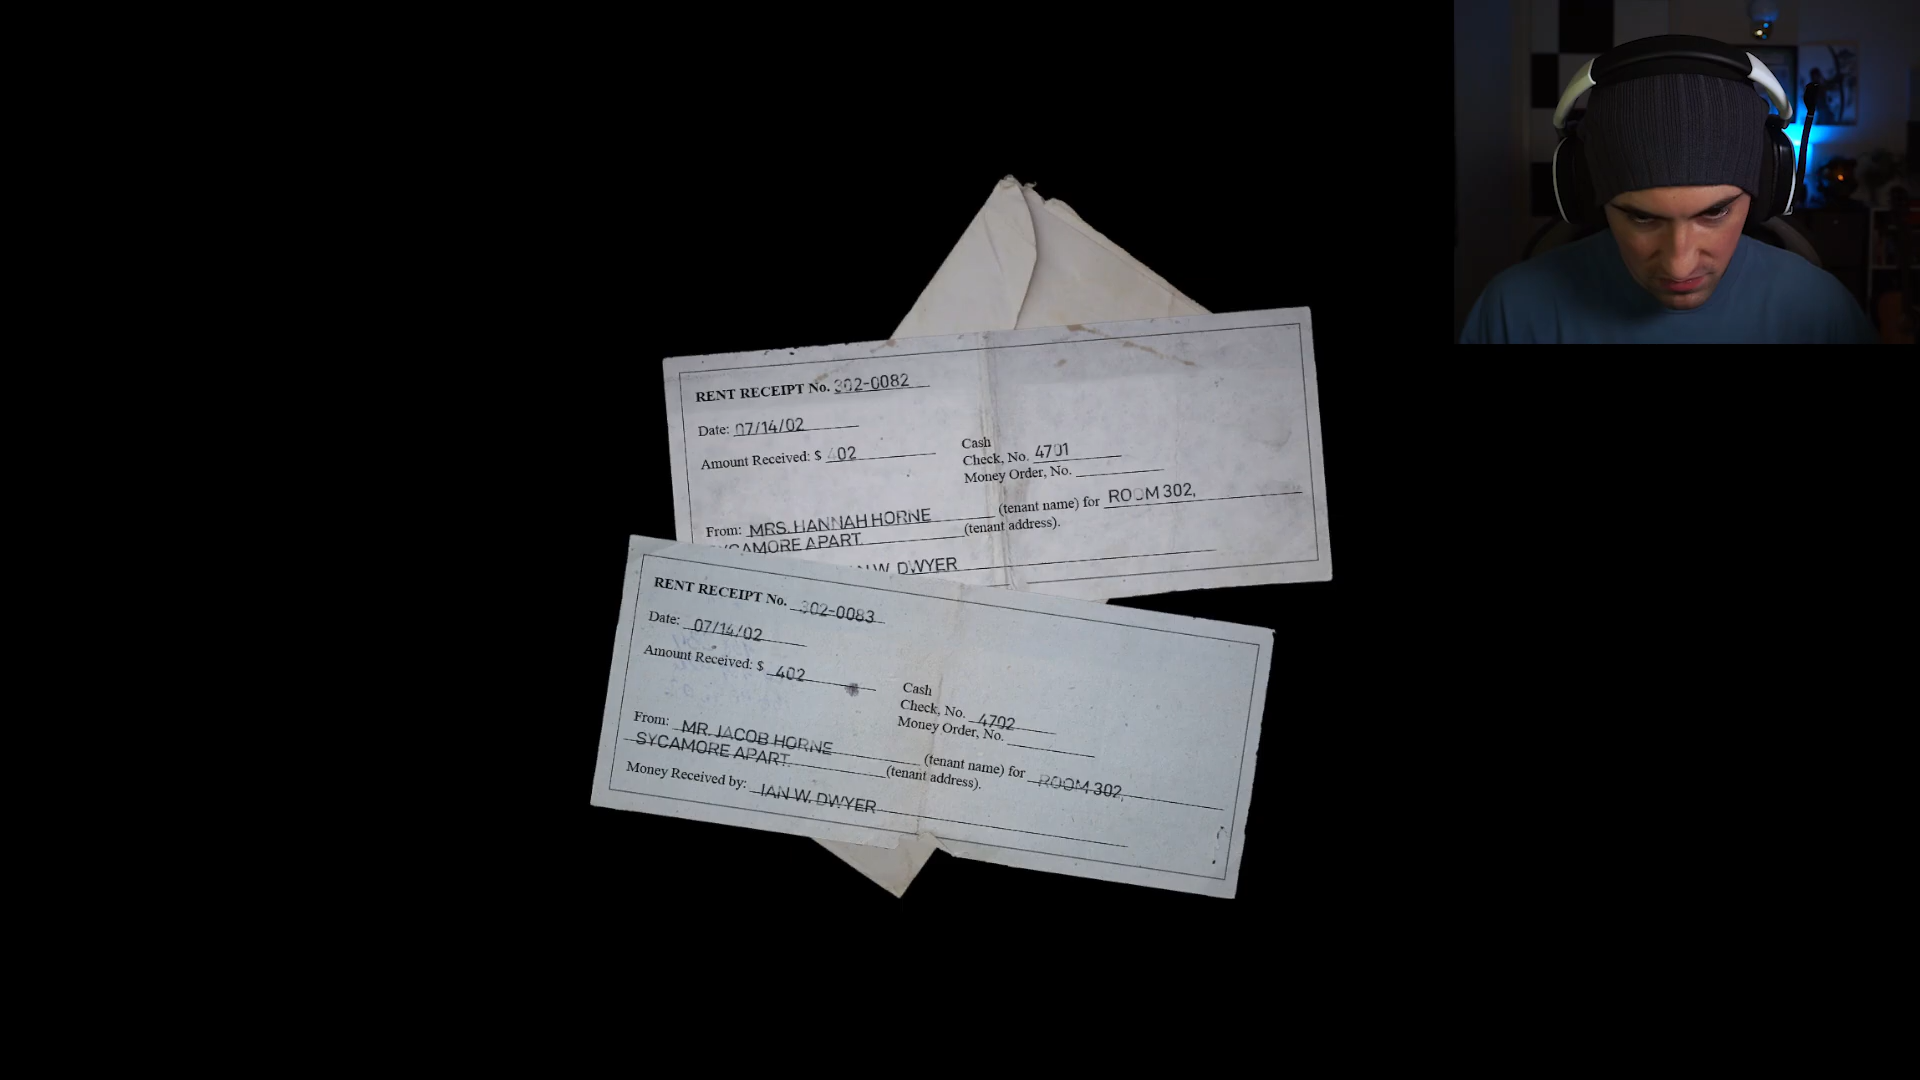 RENT RECEIPT No. 302-0082
Date: 07/14/02
Amount Received: $ 402
Cash
Check, No. 4701
Money Order, No.
From: MRS. HANNAH HORNE (tenant name) for ROOM 302,
SYCAMORE APART. (tenant address).
IAN W. DWYER
RENT RECEIPT No. 302-0083
Date: 07/14/02
Amount Received: $ 402
Cash
Check, No. 4702
Money Order, No.
From: MR. JACOB HORNE (tenant name) for ROOM 302,
SYCAMORE APART. (tenant address).
Money Received by: IAN W. DWYER